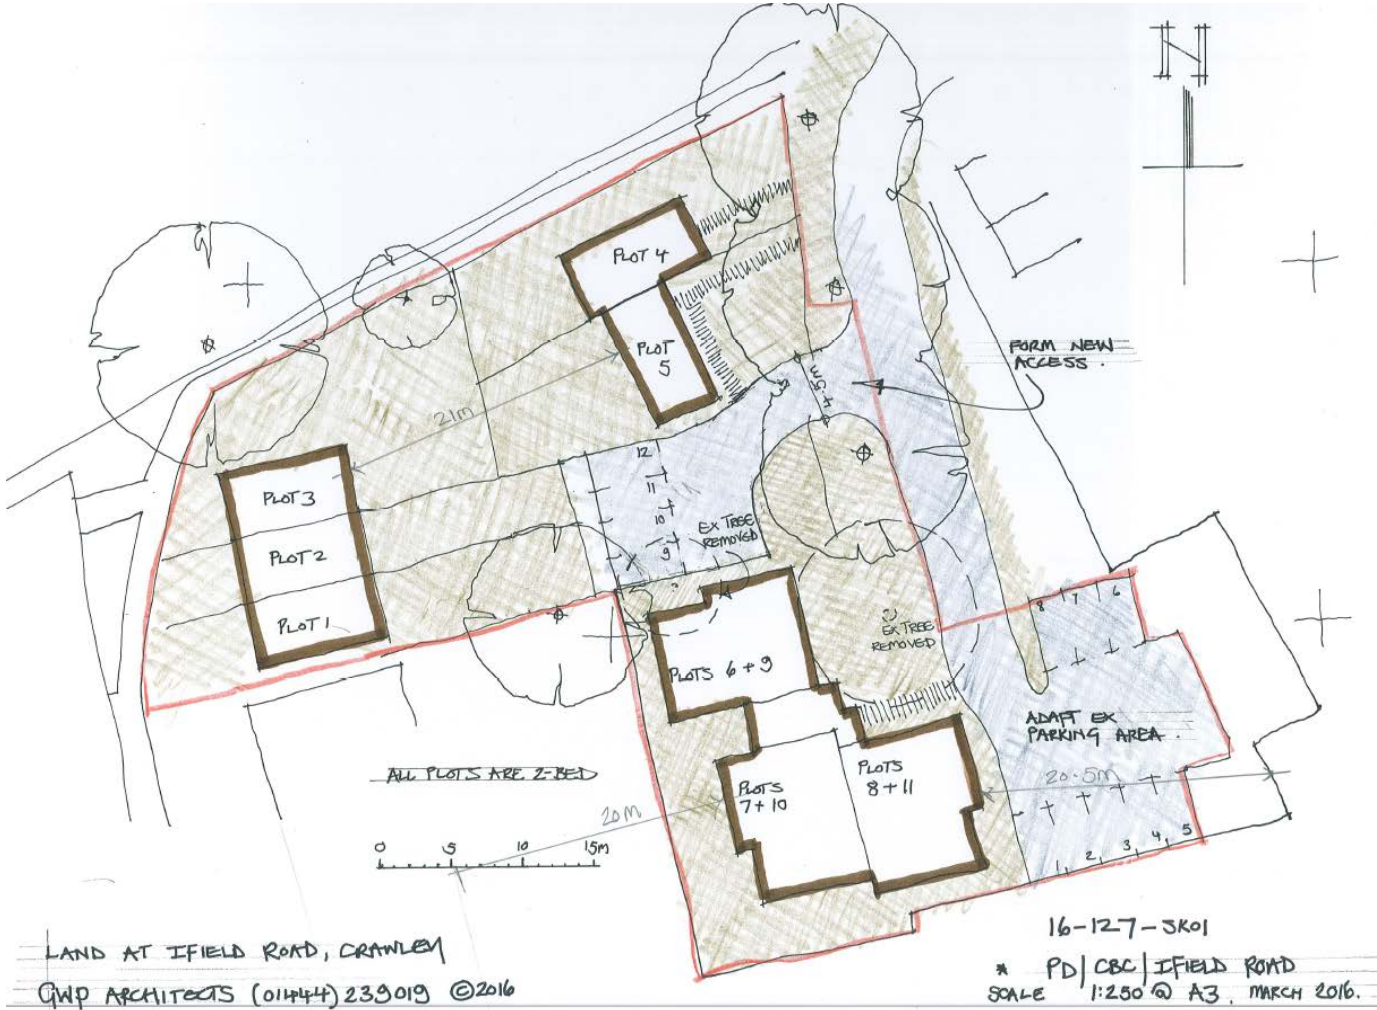 N
PLOT 4
PLOT
5
FORM NEW
ACCESS.
4.5m
21m
12
11
10
9
PLOT 3
PLOT 2
PLOT 1
EX TREE
REMOVED
EX TREE
REMOVED
8 7 6
PLOTS 6+9
ADAPT EX
PARKING AREA.
ALL PLOTS ARE 2-BED
PLOTS
7+10
PLOTS
8+11
20.5m
20M
0 5 10 15m
1 2 3 4 5
16-127-SK01
LAND AT IFIELD ROAD, CRAWLEY
* PD | CBC | IFIELD ROAD
GWP ARCHITECTS (01444) 239019 ©2016
SCALE 1:250 @ A3. MARCH 2016.